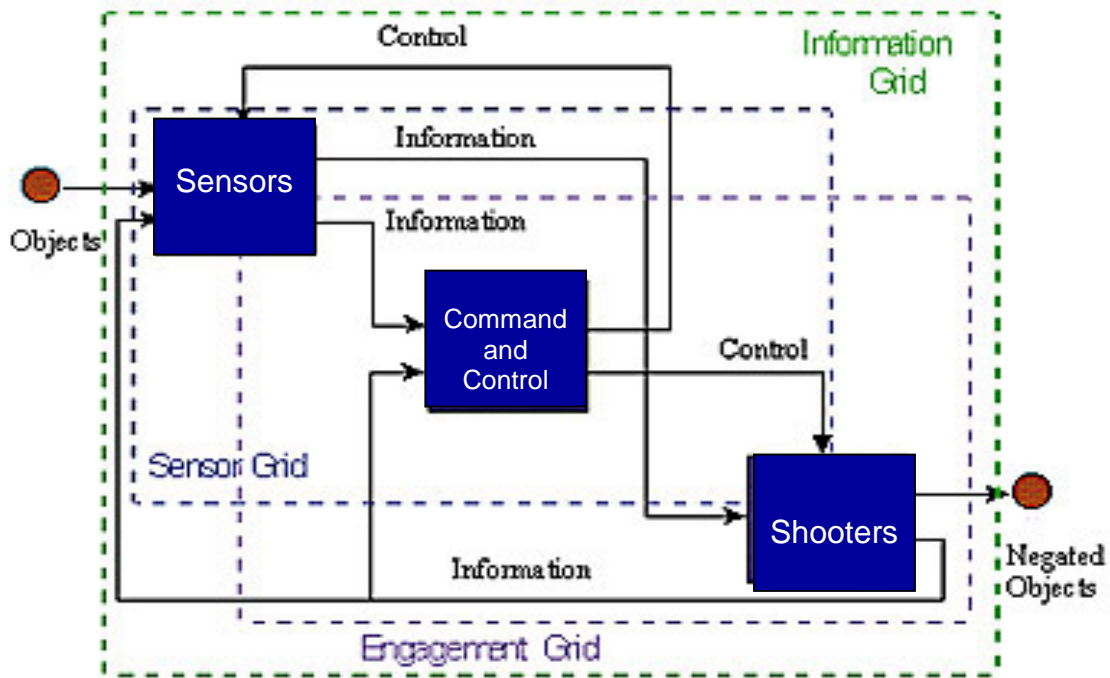 Control
Information
Grid
Information
Sensors
Objects
Information
Command
and
Control
Control
Sensor Grid
Shooters
Information
Negated
Objects
Engagement Grid